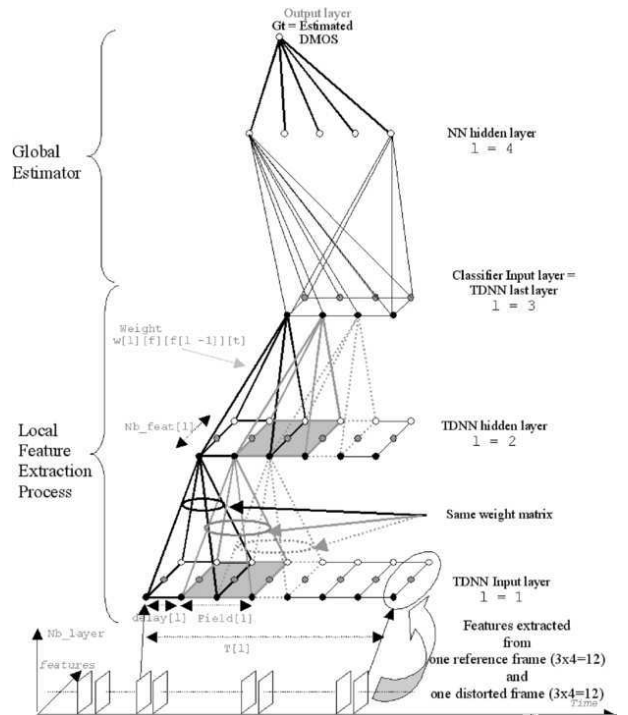 Output layer
Gt = Estimated
DMOS
NN hidden layer
l = 4
Global
Estimator
Classifier Input layer =
TDNN last layer
l = 3
Weight
w[l][f][f[l -1]][t]
Nb_feat[l]
TDNN hidden layer
l = 2
Local
Feature
Extraction
Process
Same weight matrix
TDNN Input layer
l = 1
delay[l]
Field[l]
T[l]
Nb_layer
features
Features extracted
from
one reference frame (3x4=12)
and
one distorted frame (3x4=12)
Time